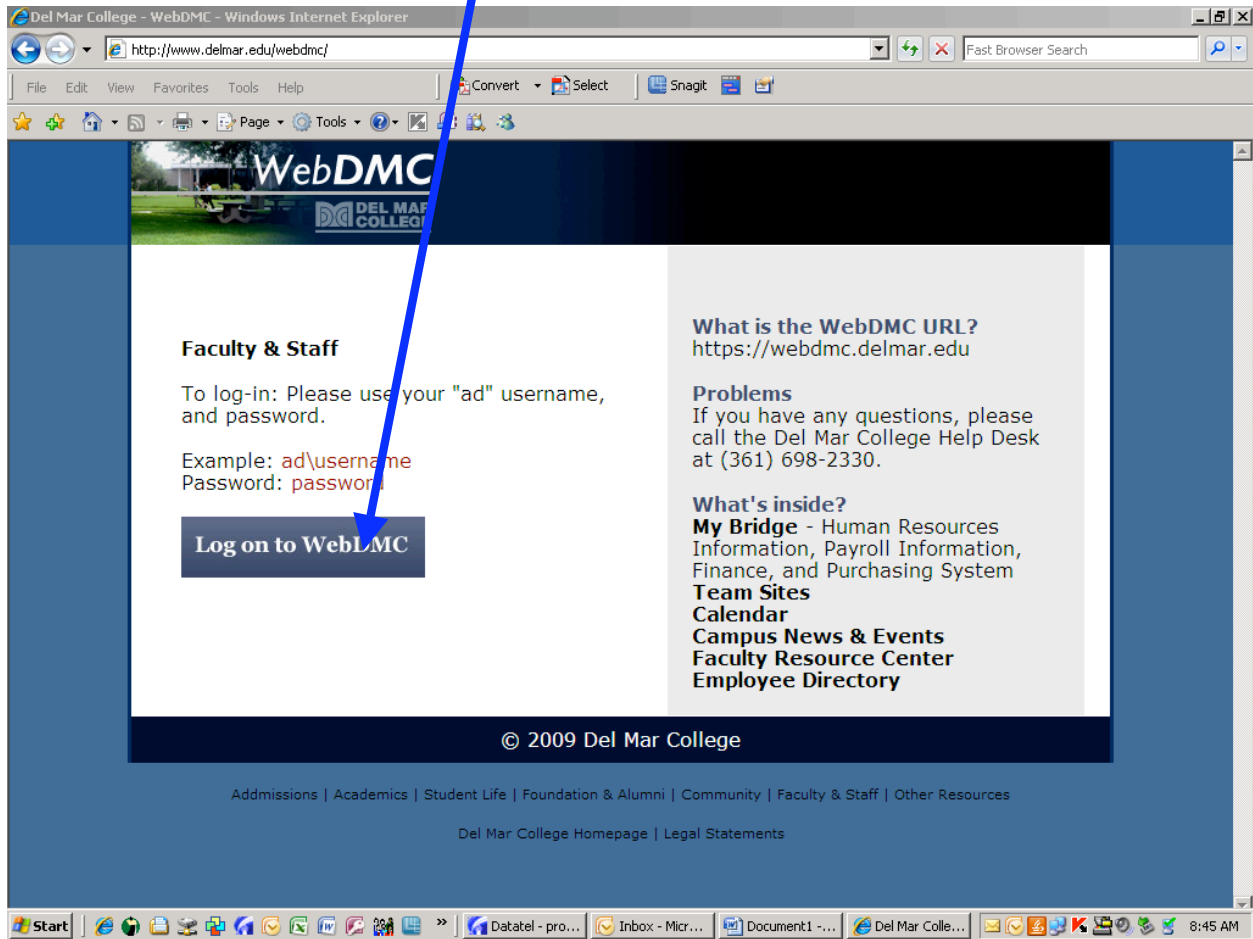 Del Mar College - WebDMC - Windows Internet Explorer
http://www.delmar.edu/webdmc/
Fast Browser Search
File Edit View Favorites Tools Help
Convert Select
Snagit
Page Tools
WebDMC
DEL MAR
COLLEGE
Faculty & Staff
To log-in: Please use your "ad" username,
and password.
Example: ad\username
Password: password
Log on to WebDMC
What is the WebDMC URL?
https://webdmc.delmar.edu
Problems
If you have any questions, please
call the Del Mar College Help Desk
at (361) 698-2330.
What's inside?
My Bridge - Human Resources
Information, Payroll Information,
Finance, and Purchasing System
Team Sites
Calendar
Campus News & Events
Faculty Resource Center
Employee Directory
© 2009 Del Mar College
Addmissions | Academics | Student Life | Foundation & Alumni | Community | Faculty & Staff | Other Resources
Del Mar College Homepage | Legal Statements
Start
Datatel - pro...
Inbox - Micr...
Document1 -...
Del Mar Colle...
8:45 AM